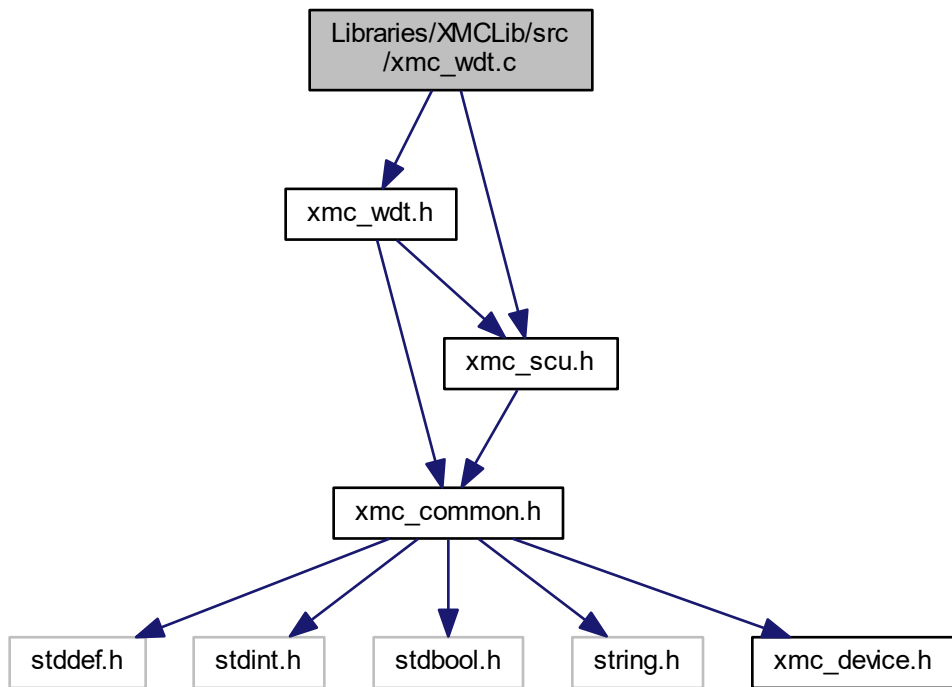 Libraries/XMCLib/src
/xmc_wdt.c
xmc_wdt.h
xmc_scu.h
xmc_common.h
stddef.h
stdint.h
stdbool.h
string.h
xmc_device.h